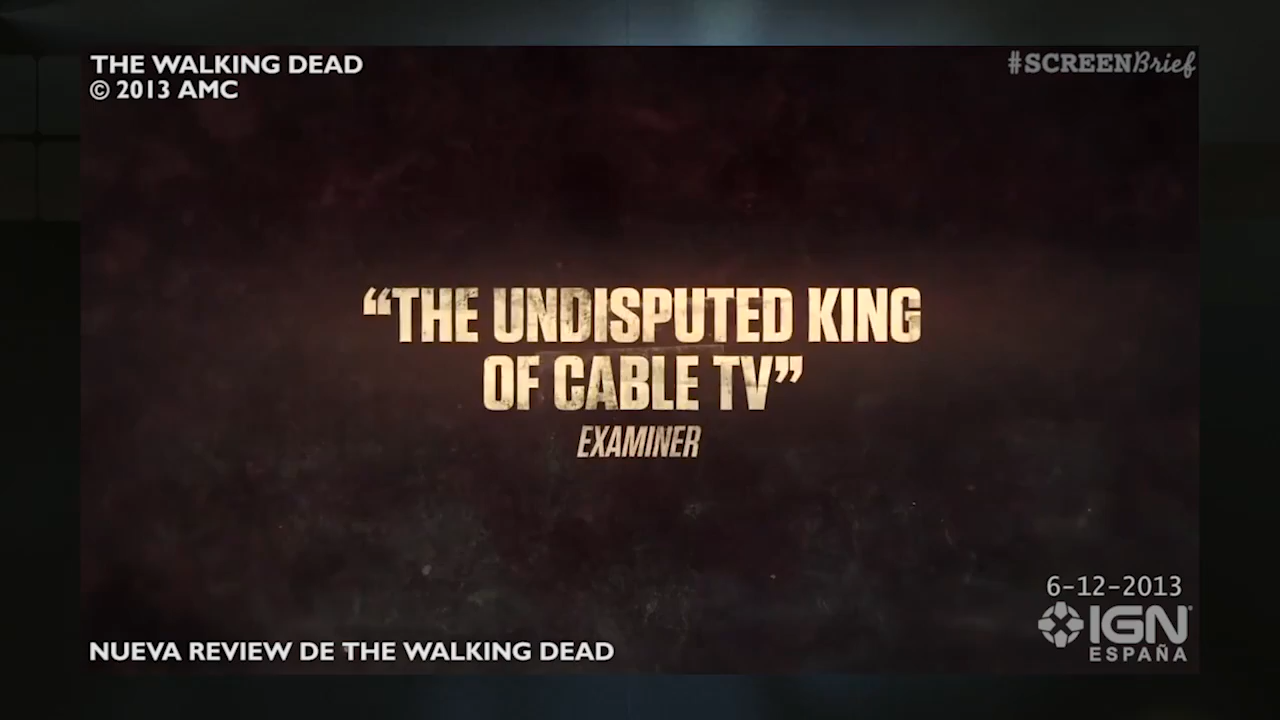 THE WALKING DEAD
© 2013 AMC
#SCREENBrief
“THE UNDISPUTED KING
OF CABLE TV”
EXAMINER
6-12-2013
IGN
ESPAÑA
NUEVA REVIEW DE THE WALKING DEAD